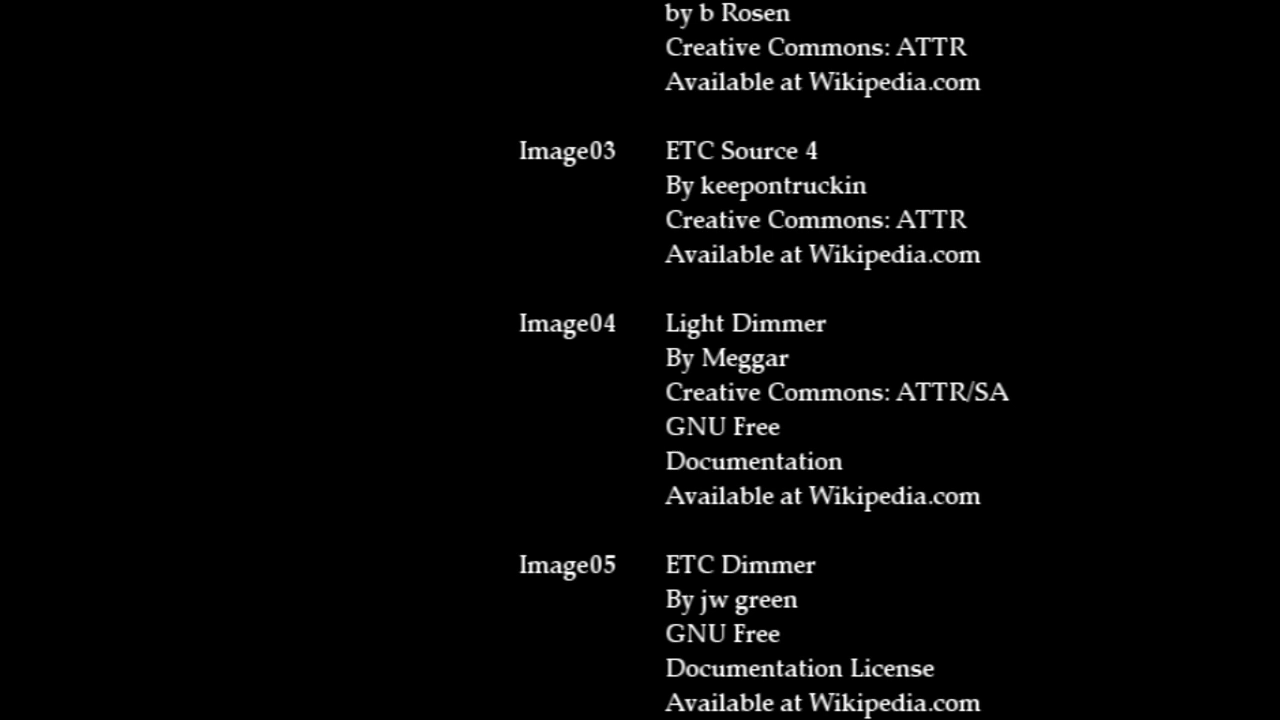 by b Rosen
Creative Commons: ATTR
Available at Wikipedia.com
Image03 ETC Source 4
By keepontruckin
Creative Commons: ATTR
Available at Wikipedia.com
Image04 Light Dimmer
By Meggar
Creative Commons: ATTR/SA
GNU Free
Documentation
Available at Wikipedia.com
Image05 ETC Dimmer
By jw green
GNU Free
Documentation License
Available at Wikipedia.com